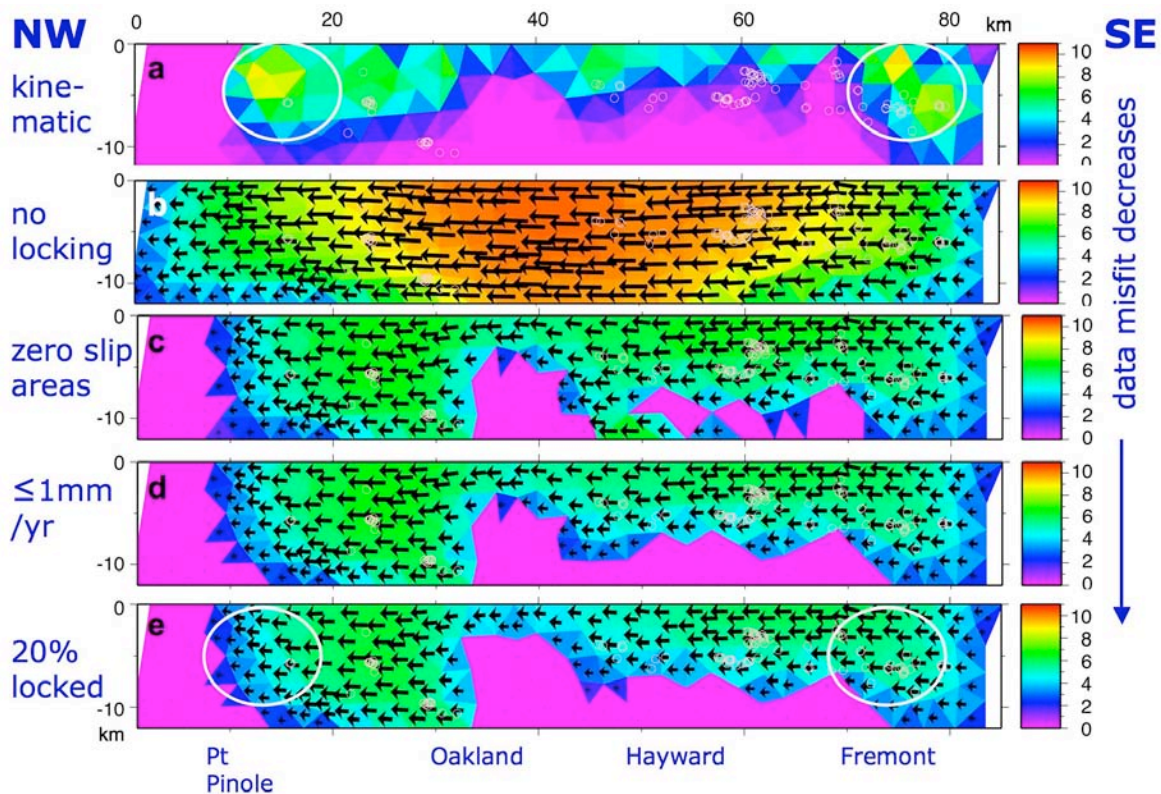 0 20 40 60 80 km
NW
SE
a
kine-
matic
0
-10
10
8
6
4
2
0
b
no
locking
0
-10
10
8
6
4
2
0
c
zero slip
areas
0
-10
10
8
6
4
2
0
d
≤1mm
/yr
0
-10
10
8
6
4
2
0
e
20%
locked
0
-10
km
10
8
6
4
2
0
data misfit decreases
Pt
Pinole
Oakland
Hayward
Fremont